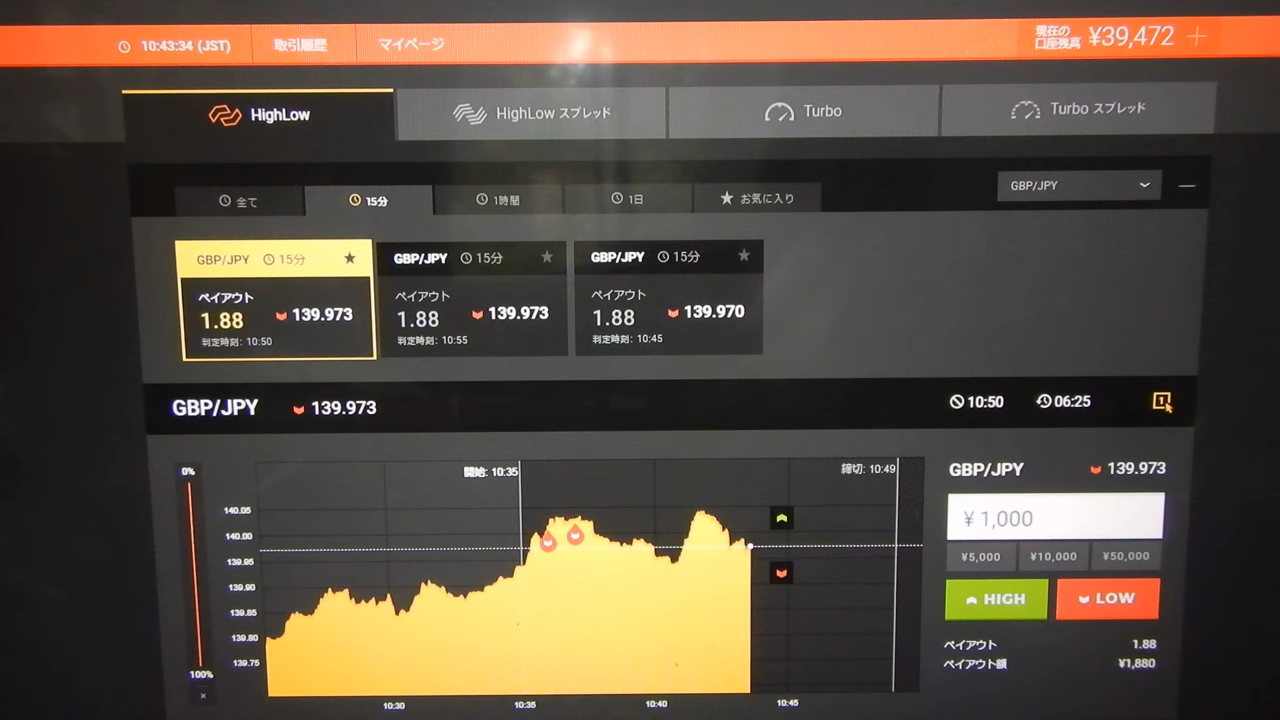 10:43:34 (JST) 取引履歴 マイページ 現在の口座残高 ¥39,472
HighLow HighLow スプレッド Turbo Turbo スプレッド
全て 15分 1時間 1日 お気に入り GBP/JPY
GBP/JPY 15分 GBP/JPY 15分 GBP/JPY 15分
ペイアウト ペイアウト ペイアウト
1.88 139.973 1.88 139.973 1.88 139.970
判定時刻: 10:50 判定時刻: 10:55 判定時刻: 10:45
GBP/JPY 139.973 10:50 06:25 1
0% 開始: 10:35 締切: 10:49
140.05
140.00
139.95
139.90
139.85
139.80
139.75
100%
×
10:30 10:35 10:40 10:45
GBP/JPY 139.973
¥ 1,000
¥5,000 ¥10,000 ¥50,000
HIGH LOW
ペイアウト 1.88
ペイアウト額 ¥1,880